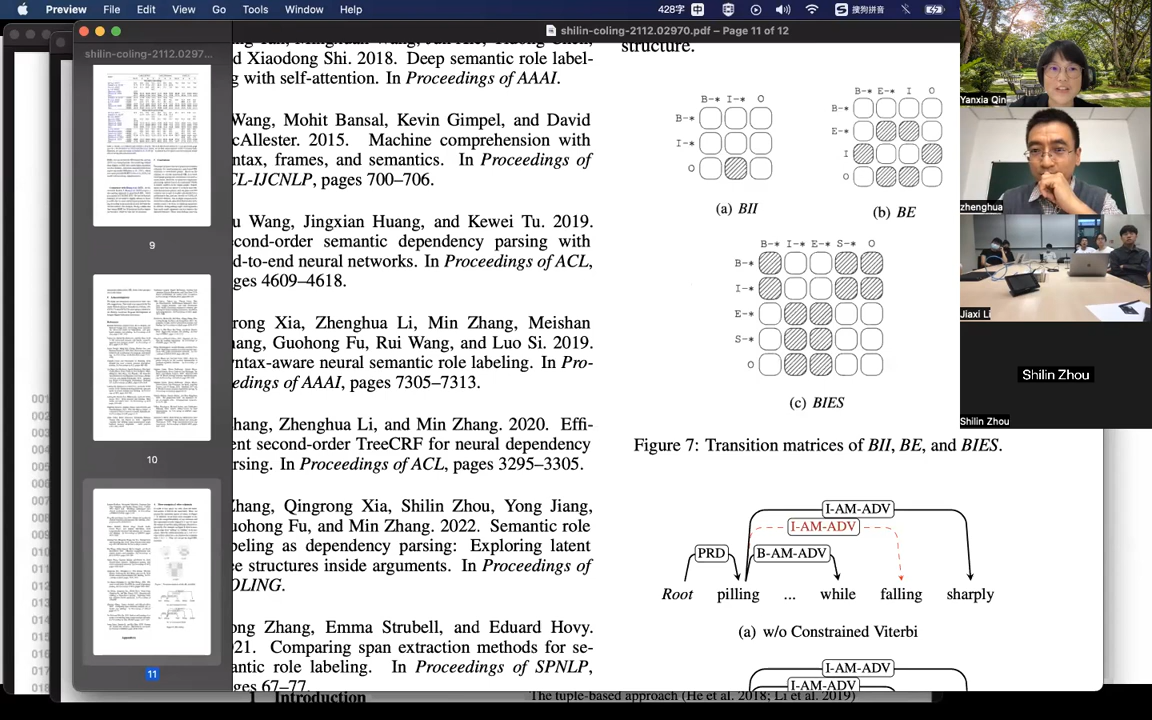 Preview File Edit View Go Tools Window Help
428字 中 搜狗拼音
shilin-coling-2112.0297...
shilin-coling-2112.02970.pdf – Page 11 of 12
9
10
11
d Xiaodong Shi. 2018. Deep semantic role label-
g with self-attention. In Proceedings of AAAI.
Wang, Mohit Bansal, Kevin Gimpel, and David
cAllester. 2015. Machine comprehension with
ntax, frames, and semantics. In Proceedings of
CL-IJCNLP, pages 700–706.
u Wang, Jingxian Huang, and Kewei Tu. 2019.
econd-order semantic dependency parsing with
d-to-end neural networks. In Proceedings of ACL,
ges 4609–4618.
rong Xia, Zhenghua Li, Min Zhang, Meishan
ang, Guohong Fu, Rui Wang, and Luo Si. 2019.
ntax-aware neural semantic role labeling. In Pro-
edings of AAAI, pages 7305–7313.
hang, Zhenghua Li, and Min Zhang. 2020. Effi-
ent second-order TreeCRF for neural dependency
rsing. In Proceedings of ACL, pages 3295–3305.
Zhang, Qingrong Xia, Shilin Zhou, Yong Jiang,
uohong Fu, and Min Zhang. 2022. Semantic role
beling as dependency parsing: Exploring latent
ee structures inside arguments. In Proceedings of
OLING.
ong Zhang, Emma Strubell, and Eduard Hovy.
21. Comparing span extraction methods for se-
antic role labeling. In Proceedings of SPNLP,
ges 67–77.
structure.
B-* I-* O
B-*
I-*
O
(a) BII
B-* E-* I O
B-*
E-*
I
O
(b) BE
B-* I-* E-* S-* O
B-*
I-*
E-*
S-*
O
(c) BIES
Figure 7: Transition matrices of BII, BE, and BIES.
I-AM-ADV
I-AM-ADV
PRD B-AM-ADV
Root pilling ... while falling sharply
(a) w/o Constrained Viterbi
I-AM-ADV
I-AM-ADV
1 Introduction
The tuple-based approach (He et al. 2018; Li et al. 2019)
Yanxia Qin
zhenghua
Jiaxi Li
Shilin Zhou
Shilin Zhou